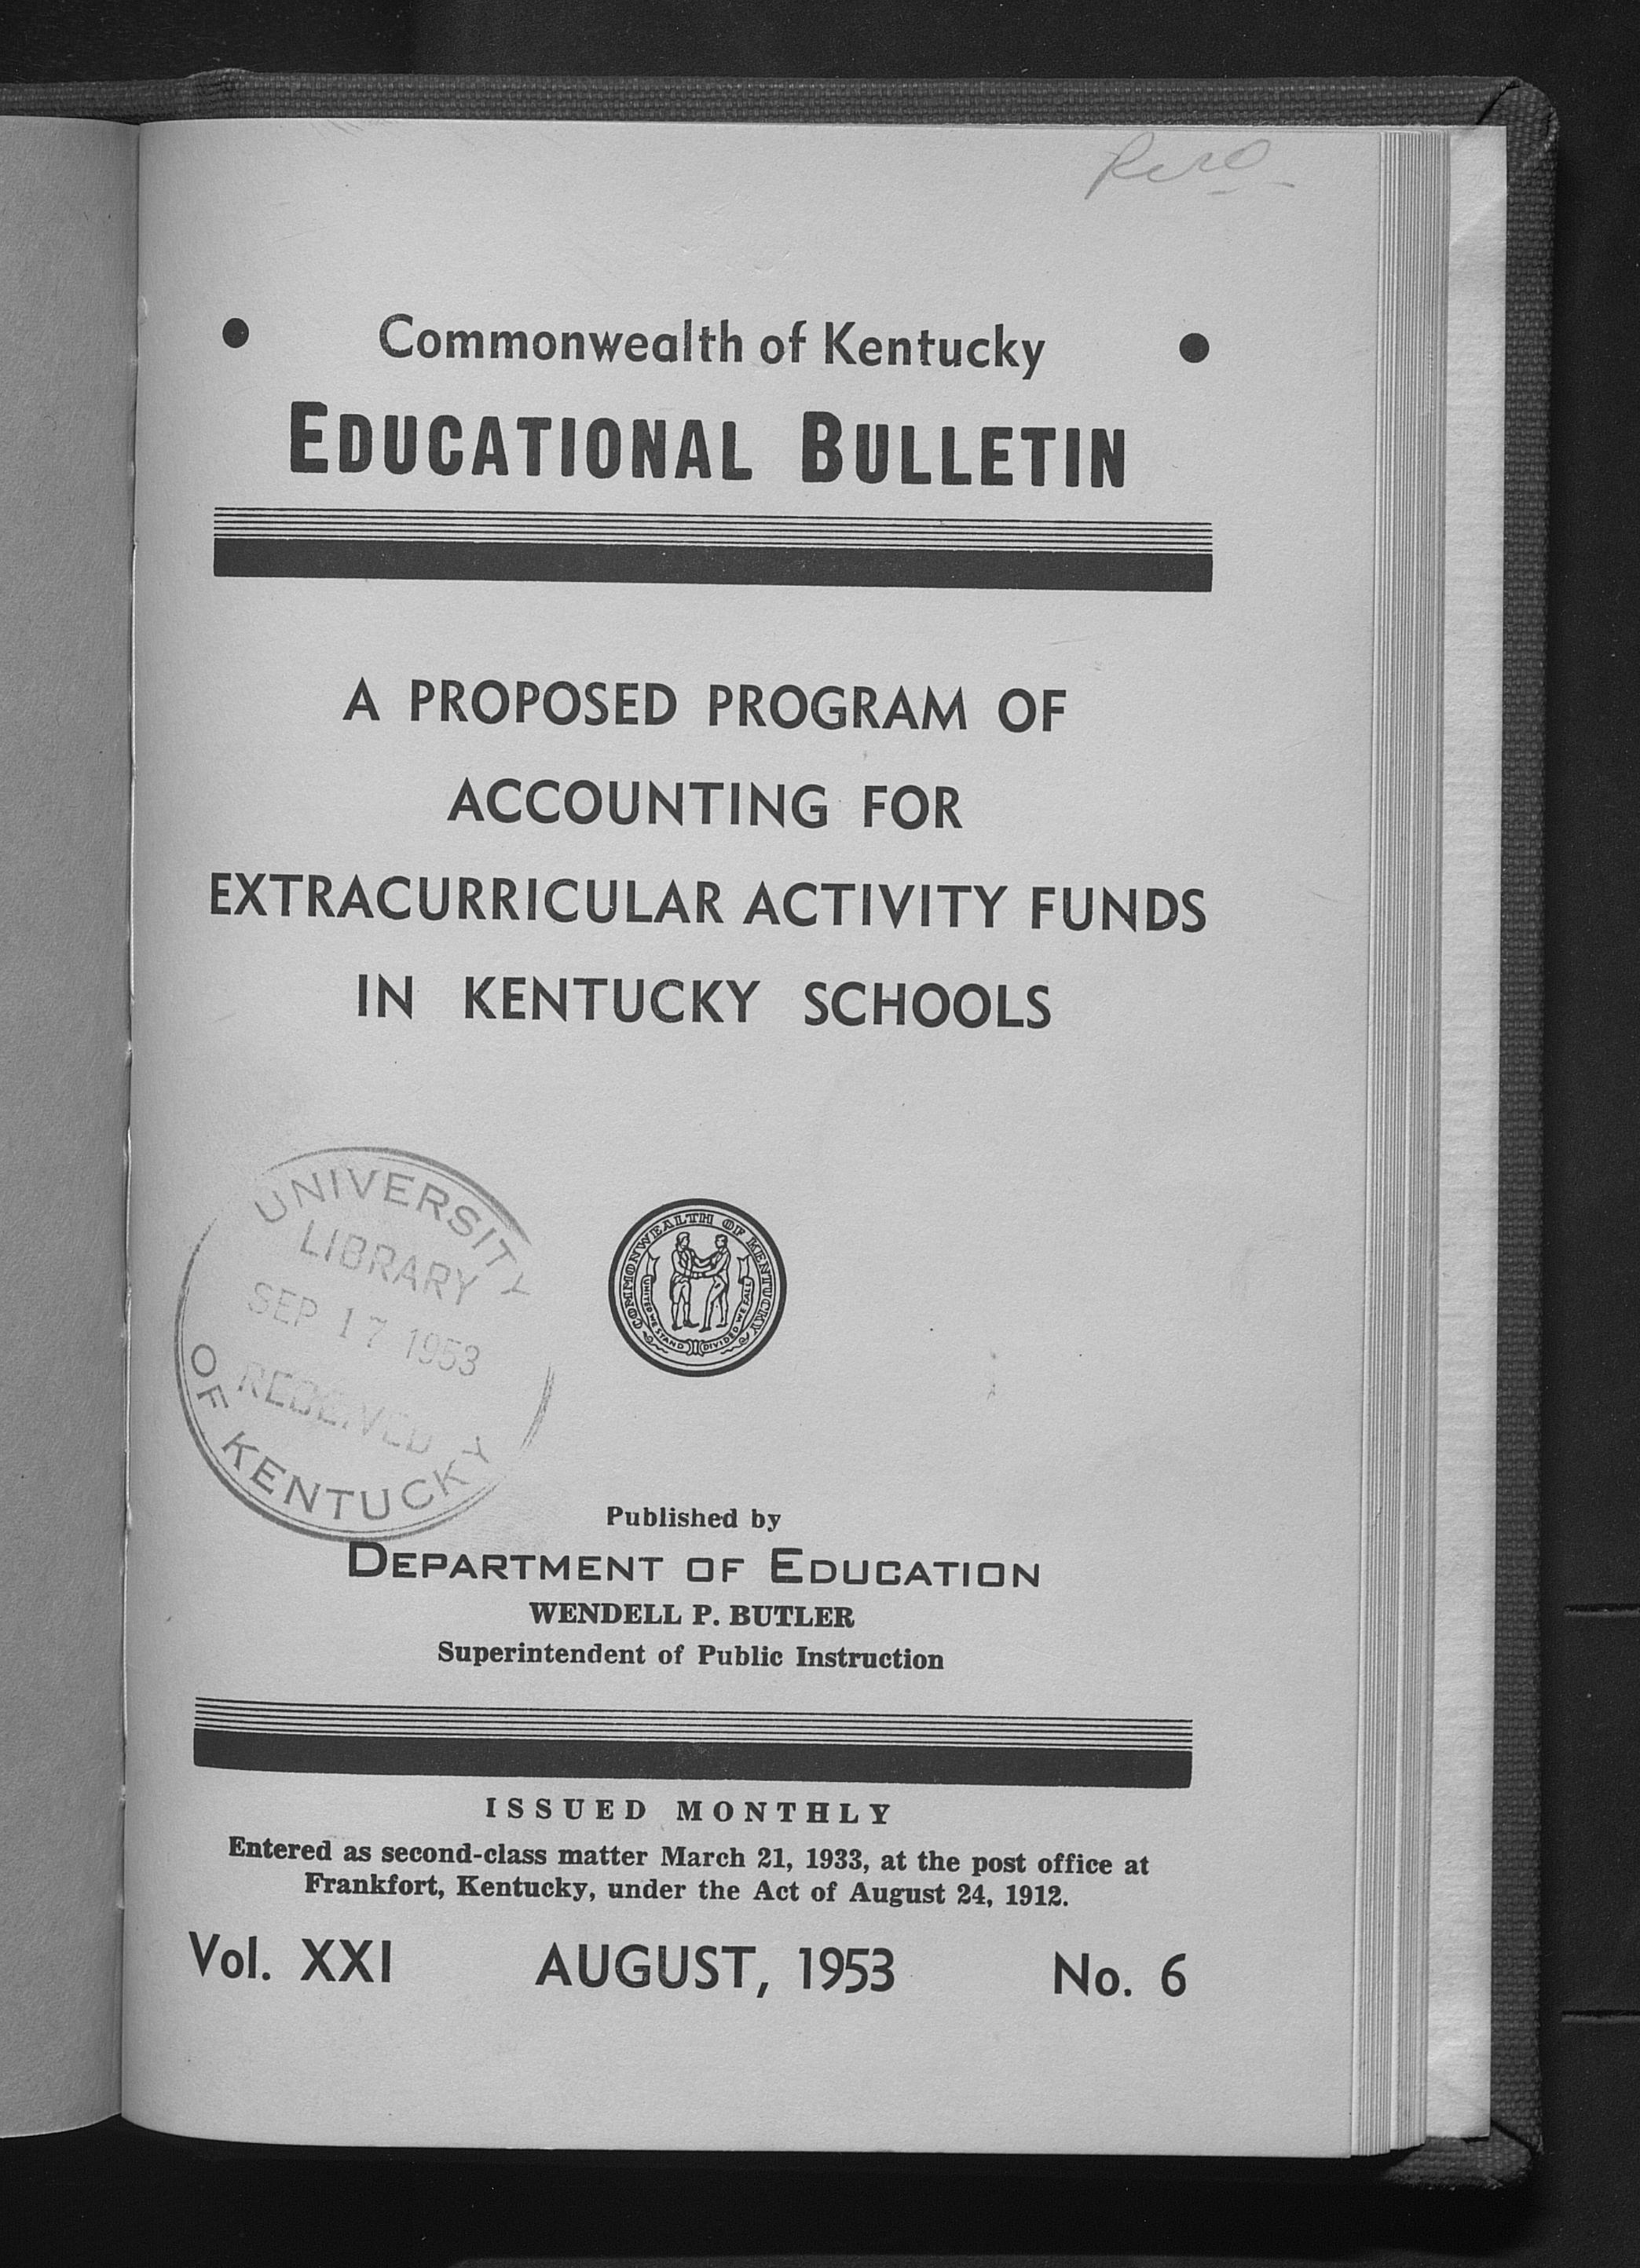 Commonwealth of Kentucky
EDUCATIONAL BULLETIN
A PROPOSED PROGRAM OF
ACCOUNTING FOR
EXTRACURRICULAR ACTIVITY FUNDS
IN KENTUCKY SCHOOLS
UNIVERSITY
LIBRARY
SEP 17 1953
RECEIVED
OF KENTUCKY
COMMONWEALTH OF KENTUCKY
UNITED WE STAND DIVIDED WE FALL
Published by
DEPARTMENT OF EDUCATION
WENDELL P. BUTLER
Superintendent of Public Instruction
ISSUED MONTHLY
Entered as second-class matter March 21, 1933, at the post office at
Frankfort, Kentucky, under the Act of August 24, 1912.
Vol. XXI AUGUST, 1953 No. 6